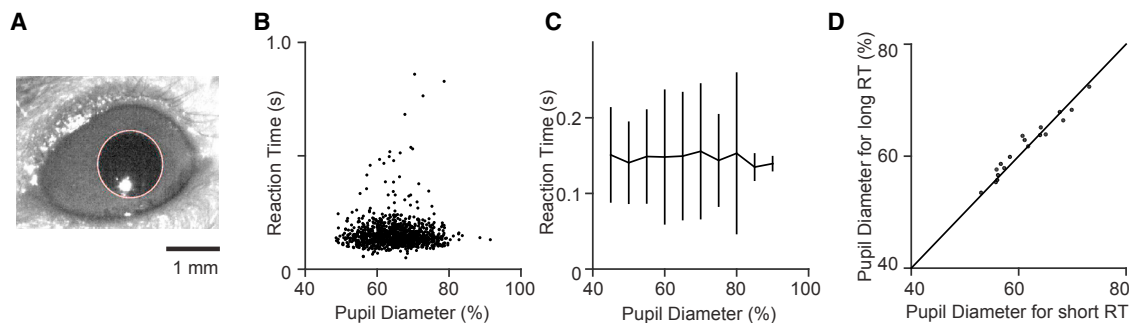 A
1 mm
B
Reaction Time (s)
1.0
0
40
60
80
100
Pupil Diameter (%)
C
Reaction Time (s)
0.2
0.1
0
40
60
80
100
Pupil Diameter (%)
D
Pupil Diameter for long RT (%)
80
60
40
40
60
80
Pupil Diameter for short RT